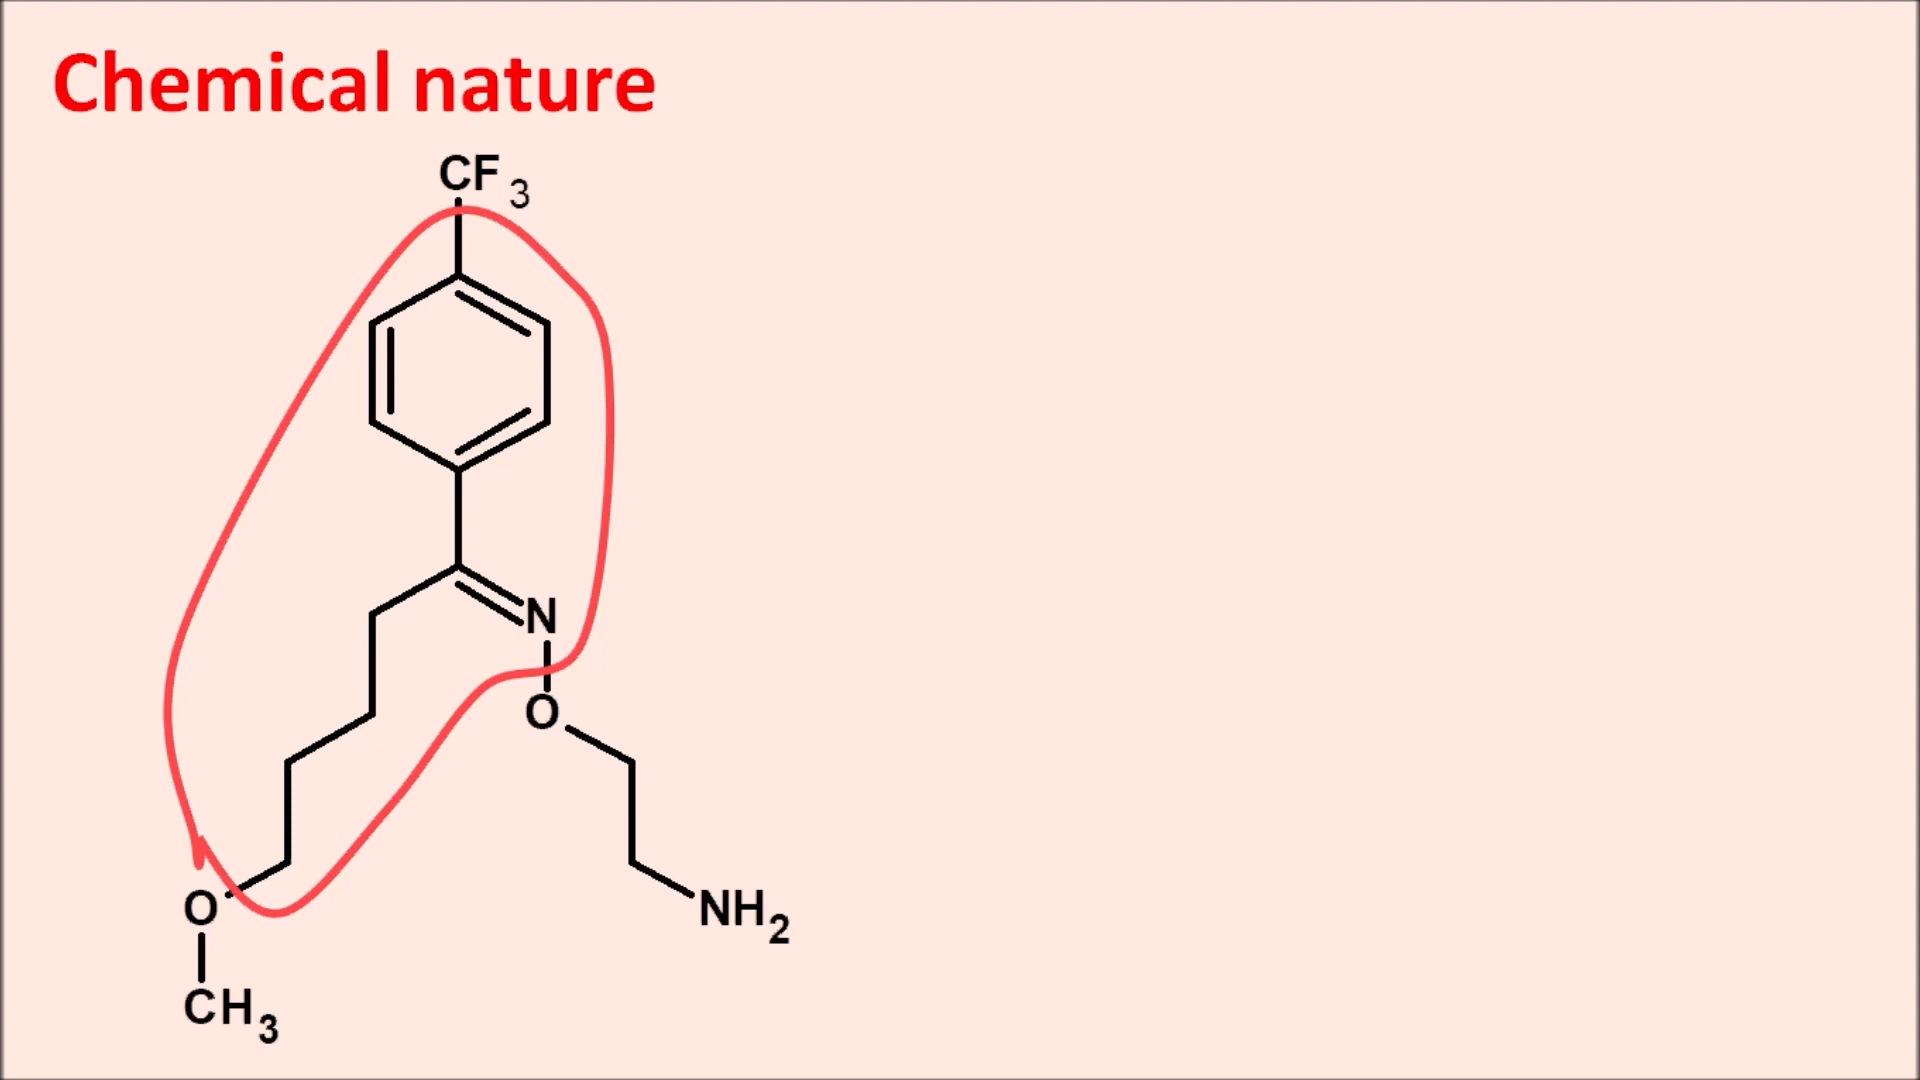 Chemical nature
CF3
N
O
O
NH2
CH3